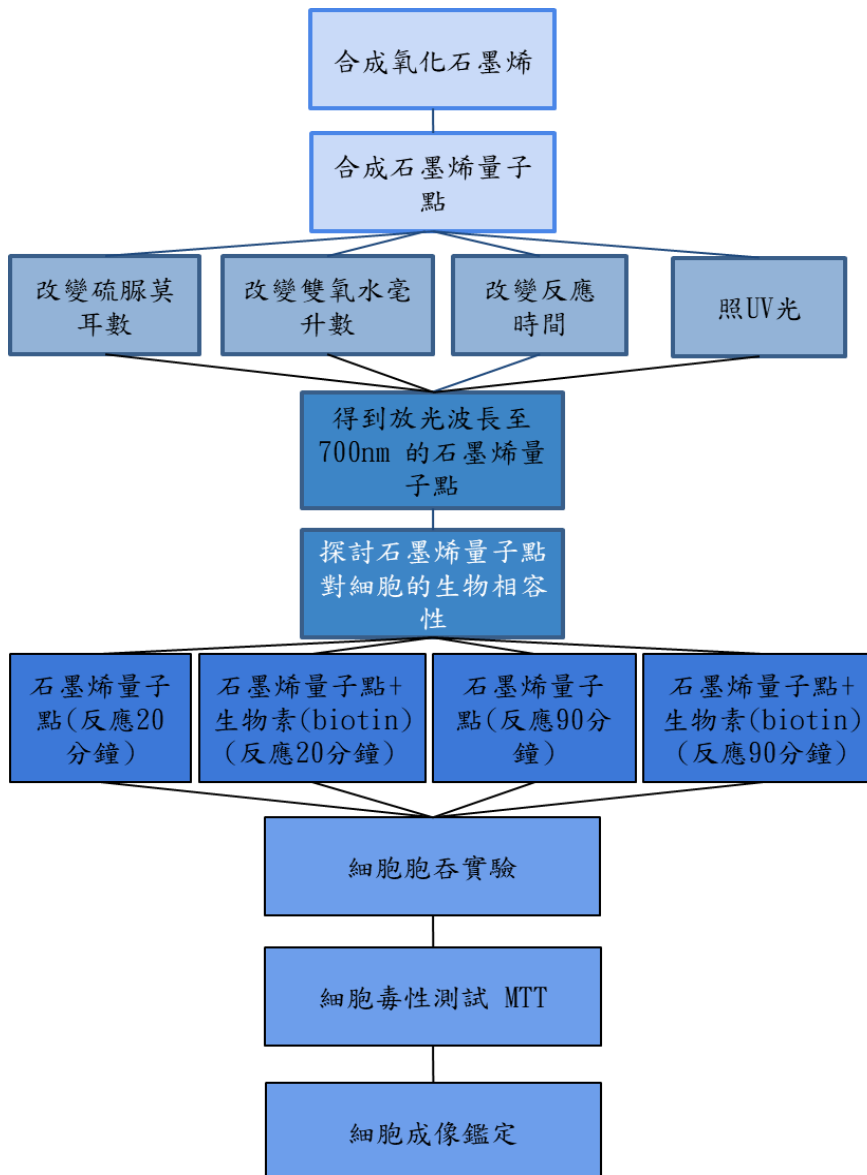 合成氧化石墨烯
合成石墨烯量子
點
改變硫脲莫
耳數
改變雙氧水毫
升數
改變反應
時間
照UV光
得到放光波長至
700nm 的石墨烯量
子點
探討石墨烯量子點
對細胞的生物相容
性
石墨烯量子
點(反應20
分鐘)
石墨烯量子點+
生物素(biotin)
(反應20分鐘)
石墨烯量子
點(反應90分
鐘)
石墨烯量子點+
生物素(biotin)
(反應90分鐘)
細胞胞吞實驗
細胞毒性測試 MTT
細胞成像鑑定